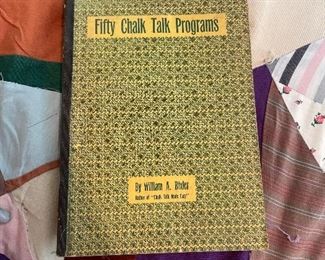 Fifty Chalk Talk Programs
By William A. Bixler
Author of "Chalk Talk Made Easy"